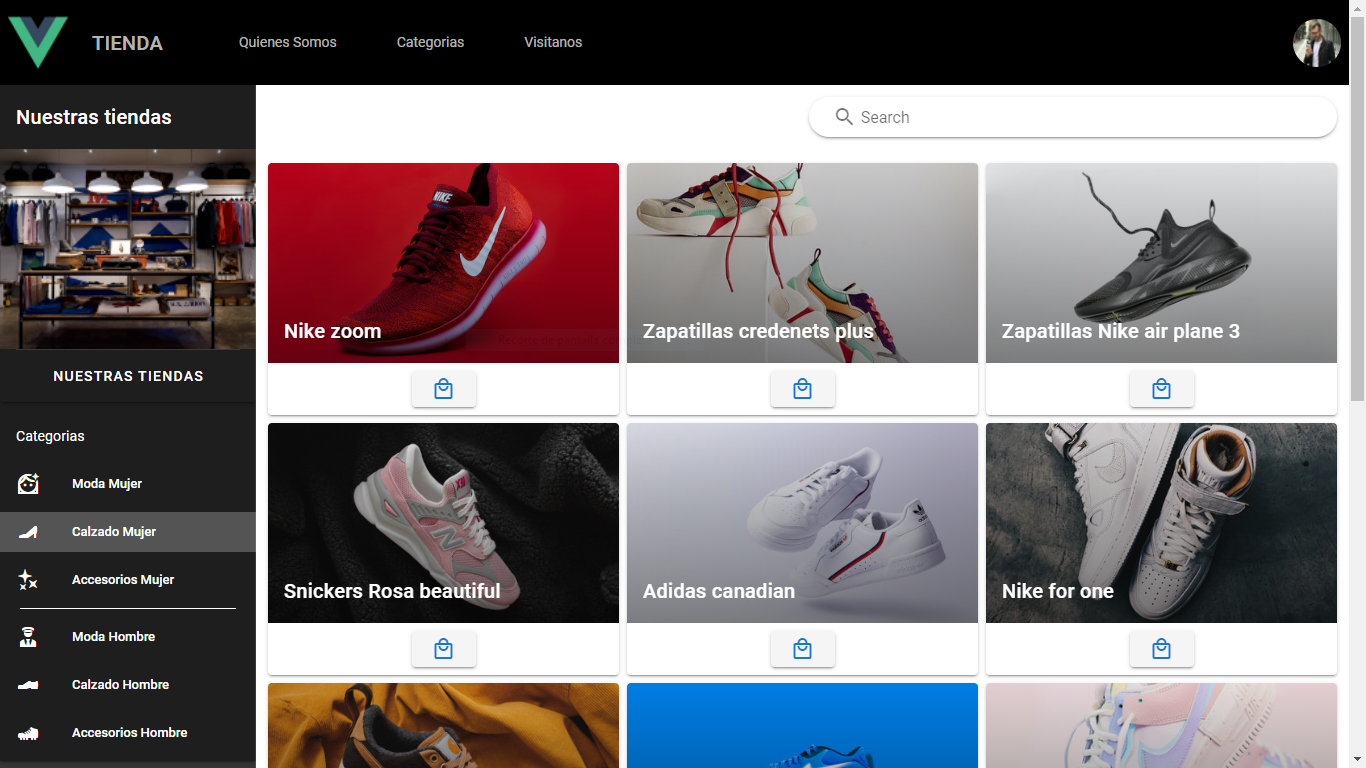 TIENDA
Quienes Somos
Categorias
Visitanos
Nuestras tiendas
Search
NIKE
Nike zoom
Zapatillas credenets plus
Zapatillas Nike air plane 3
NUESTRAS TIENDAS
Categorias
Moda Mujer
Calzado Mujer
Accesorios Mujer
Moda Hombre
Calzado Hombre
Accesorios Hombre
Snickers Rosa beautiful
Adidas canadian
Nike for one